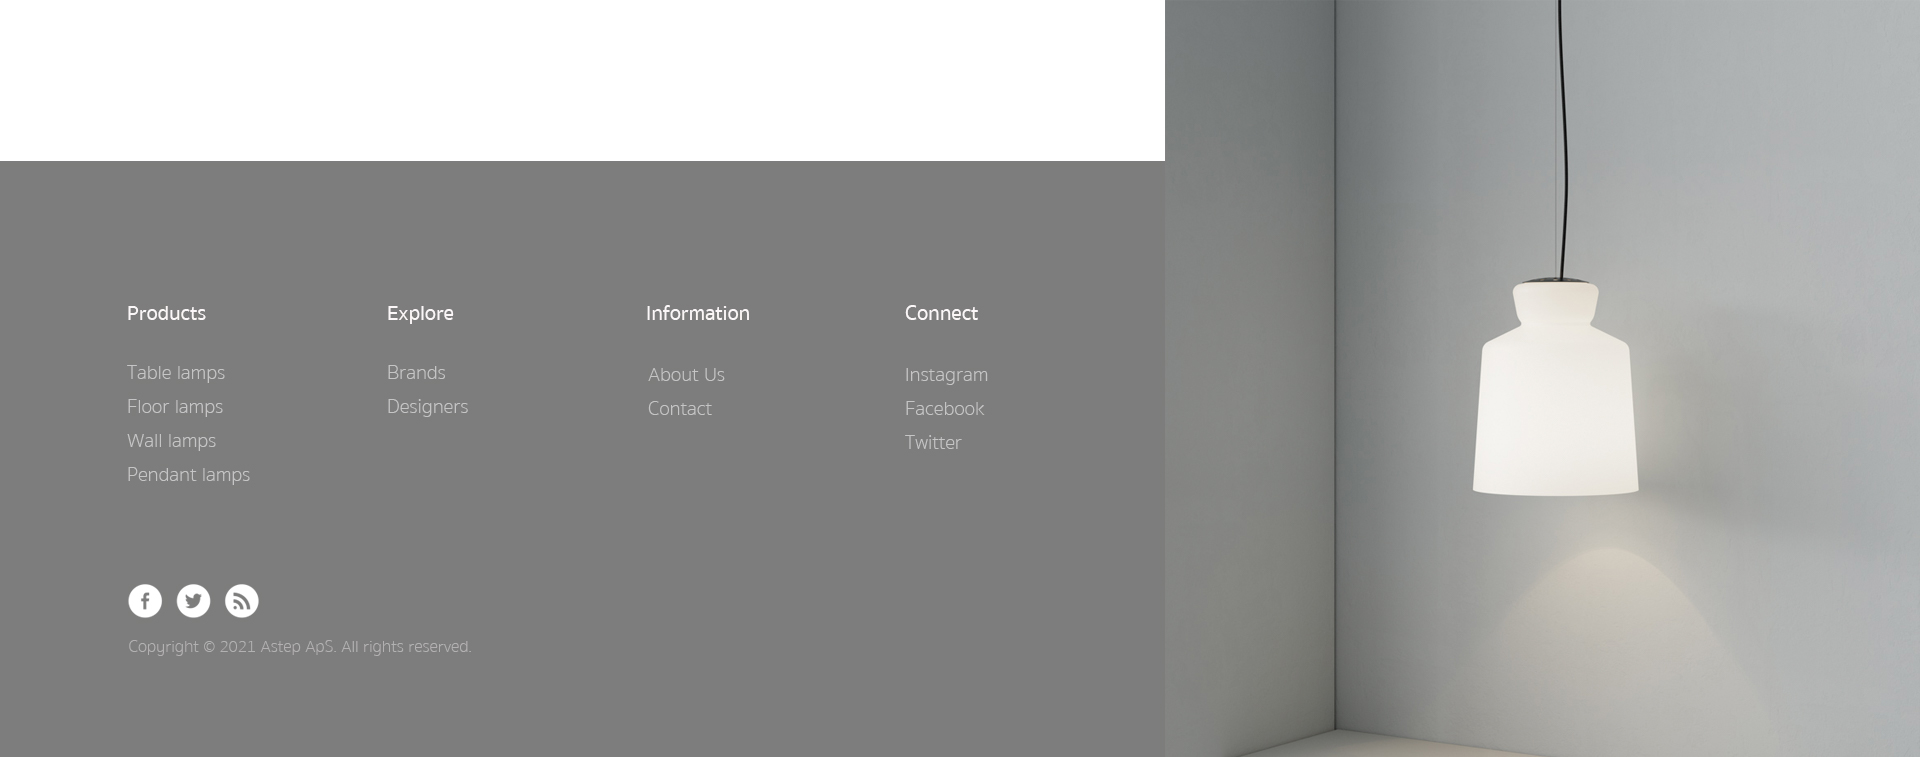 Products
Table lamps
Floor lamps
Wall lamps
Pendant lamps
Explore
Brands
Designers
Information
About Us
Contact
Connect
Instagram
Facebook
Twitter
Copyright © 2021 Astep ApS. All rights reserved.